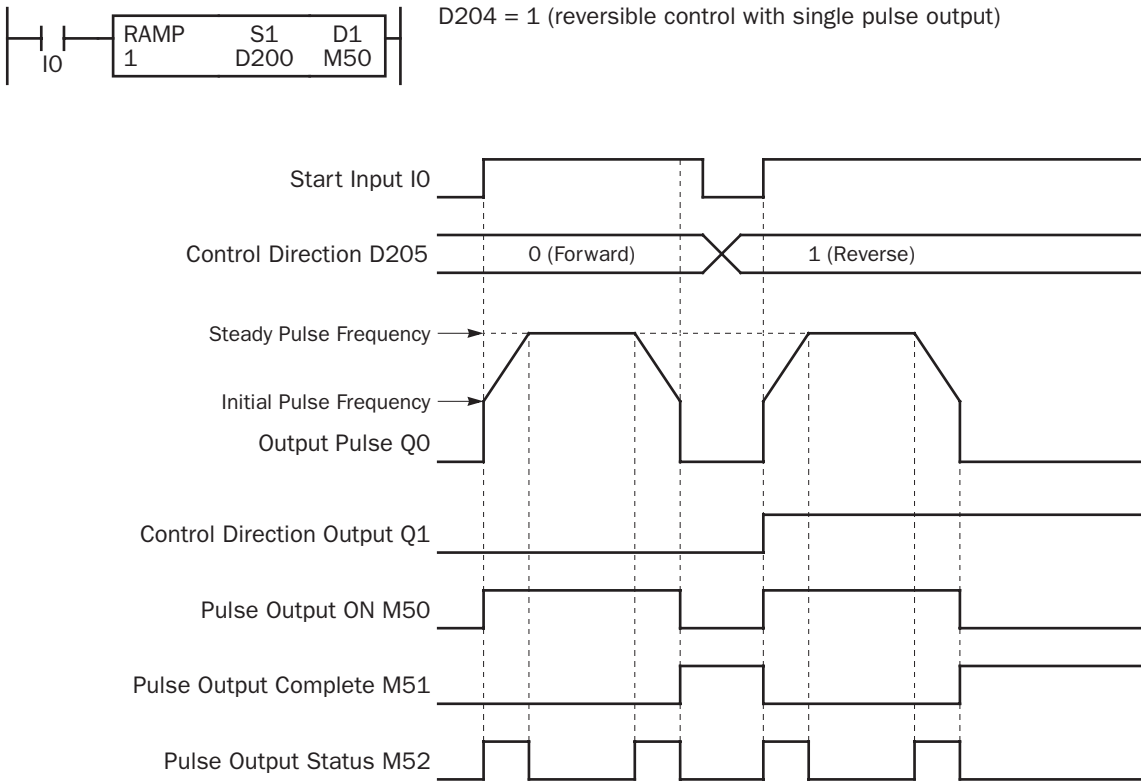 D204 = 1 (reversible control with single pulse output)
RAMP S1 D1
1 D200 M50
I0
Start Input I0
Control Direction D205
0 (Forward)
1 (Reverse)
Steady Pulse Frequency
Initial Pulse Frequency
Output Pulse Q0
Control Direction Output Q1
Pulse Output ON M50
Pulse Output Complete M51
Pulse Output Status M52